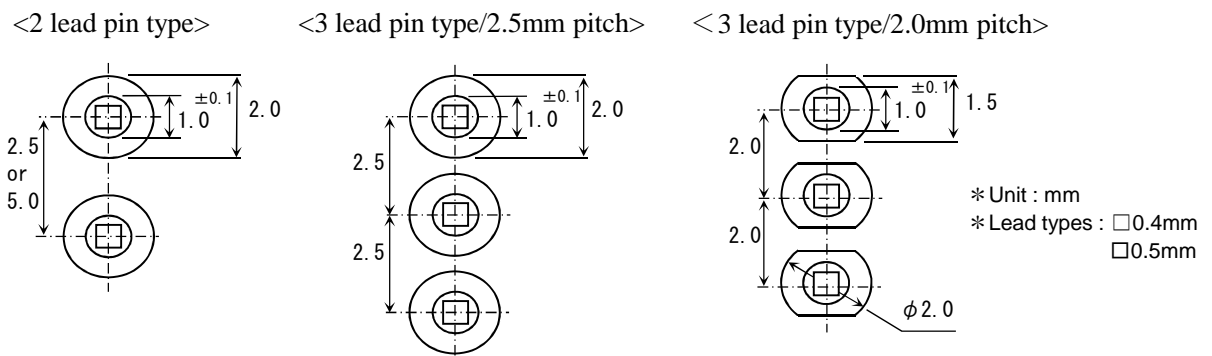 <2 lead pin type>
<3 lead pin type/2.5mm pitch>
＜3 lead pin type/2.0mm pitch>
±0.1
1.0
2.0
2.5
or
5.0
±0.1
1.0
2.0
2.5
2.5
±0.1
1.0
1.5
2.0
2.0
φ2.0
＊Unit : mm
＊Lead types : □0.4mm
□0.5mm